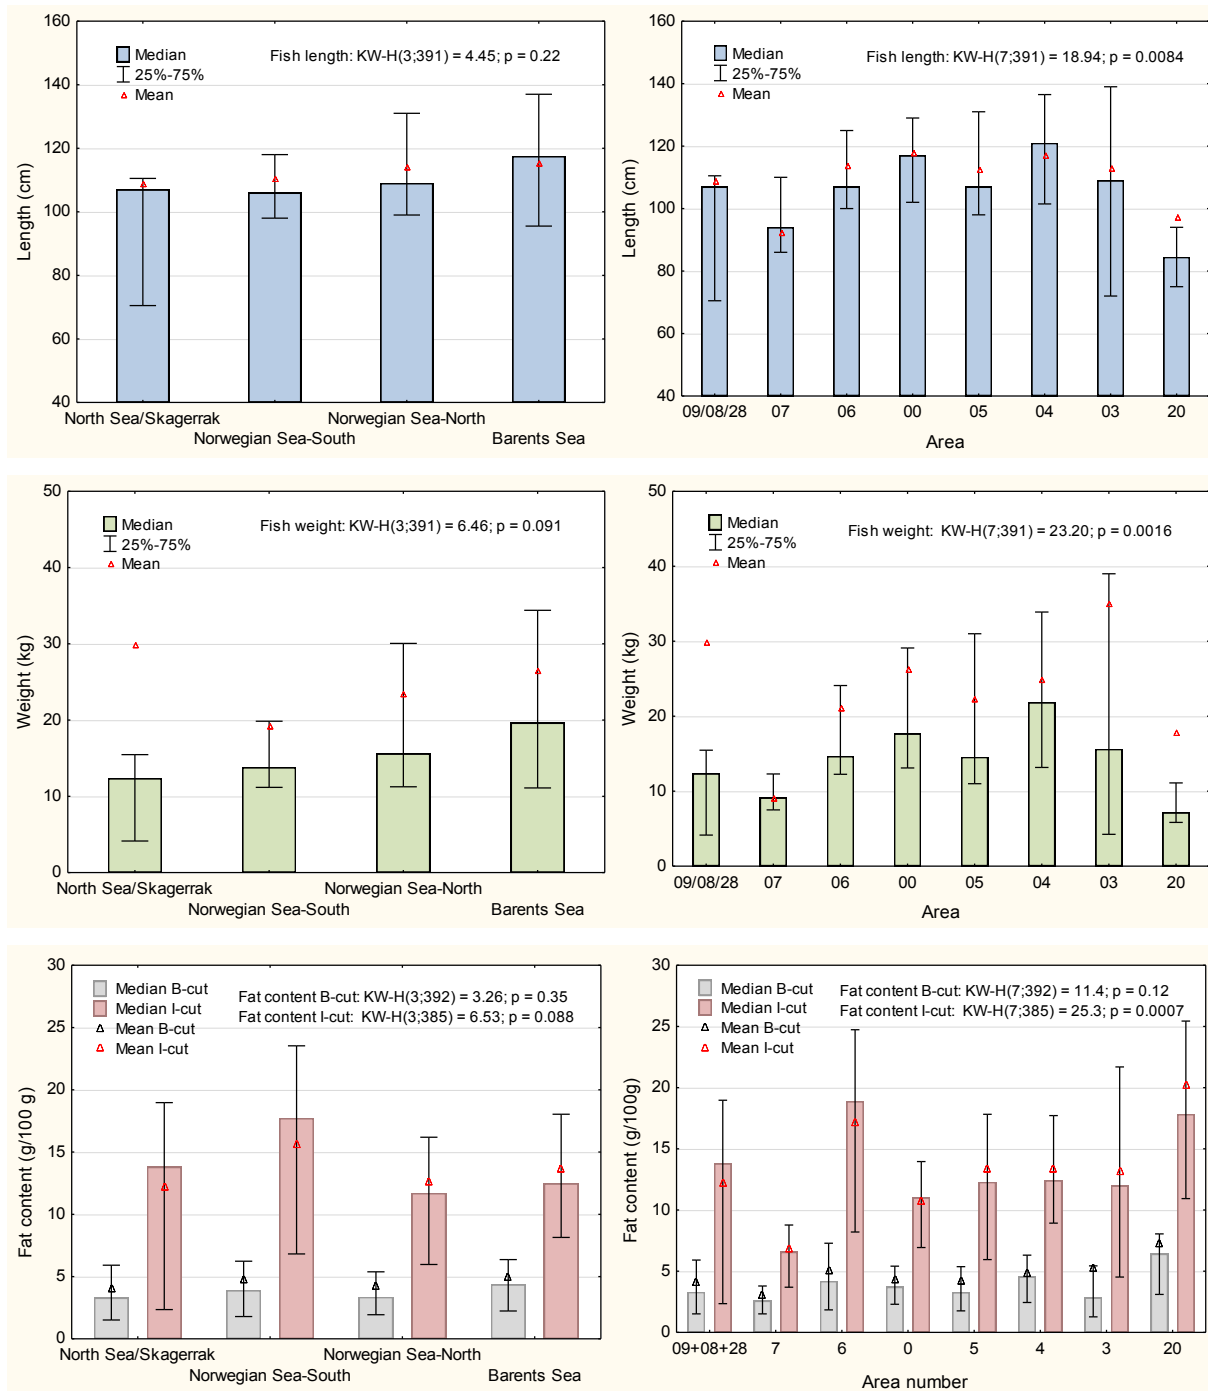 160
140
120
100
80
60
40
Length (cm)
Median
25%-75%
Mean
Fish length: KW-H(3;391) = 4.45; p = 0.22
North Sea/Skagerrak
Norwegian Sea-South
Norwegian Sea-North
Barents Sea
160
140
120
100
80
60
40
Length (cm)
Median
25%-75%
Mean
Fish length: KW-H(7;391) = 18.94; p = 0.0084
09/08/28 07 06 00 05 04 03 20
Area
50
40
30
20
10
0
Weight (kg)
Median
25%-75%
Mean
Fish weight: KW-H(3;391) = 6.46; p = 0.091
North Sea/Skagerrak
Norwegian Sea-South
Norwegian Sea-North
Barents Sea
50
40
30
20
10
0
Weight (kg)
Median
25%-75%
Mean
Fish weight: KW-H(7;391) = 23.20; p = 0.0016
09/08/28 07 06 00 05 04 03 20
Area
30
25
20
15
10
5
0
Fat content (g/100 g)
Median B-cut
Median I-cut
Mean B-cut
Mean I-cut
Fat content B-cut: KW-H(3;392) = 3.26; p = 0.35
Fat content I-cut: KW-H(3;385) = 6.53; p = 0.088
North Sea/Skagerrak
Norwegian Sea-South
Norwegian Sea-North
Barents Sea
30
25
20
15
10
5
0
Fat content (g/100g)
Median B-cut
Median I-cut
Mean B-cut
Mean I-cut
Fat content B-cut: KW-H(7;392) = 11.4; p = 0.12
Fat content I-cut: KW-H(7;385) = 25.3; p = 0.0007
09+08+28 7 6 0 5 4 3 20
Area number